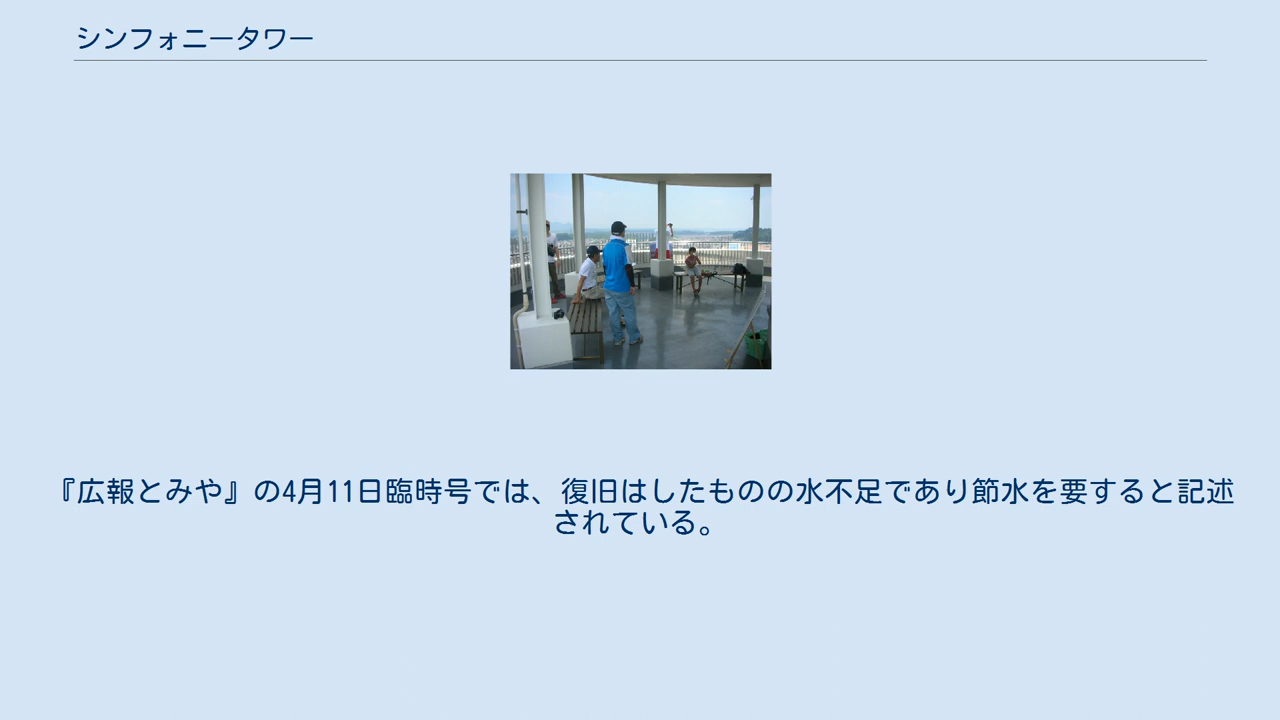 シンフォニータワー
『広報とみや』の4月11日臨時号では、復旧はしたものの水不足であり節水を要すると記述
されている。